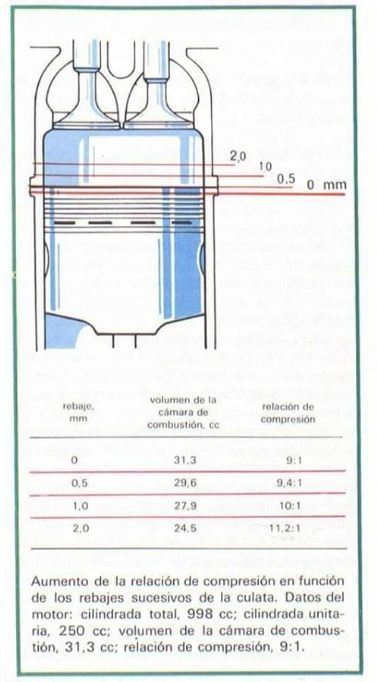 2,0
10
0,5
0 mm
rebaje, mm
volumen de la cámara de combustión, cc
relación de compresión
0 31,3 9:1
0,5 29,6 9,4:1
1,0 27,9 10:1
2,0 24,5 11,2:1
Aumento de la relación de compresión en función
de los rebajes sucesivos de la culata. Datos del
motor: cilindrada total, 998 cc; cilindrada unita-
ria, 250 cc; volumen de la cámara de combus-
tión, 31,3 cc; relación de compresión, 9:1.